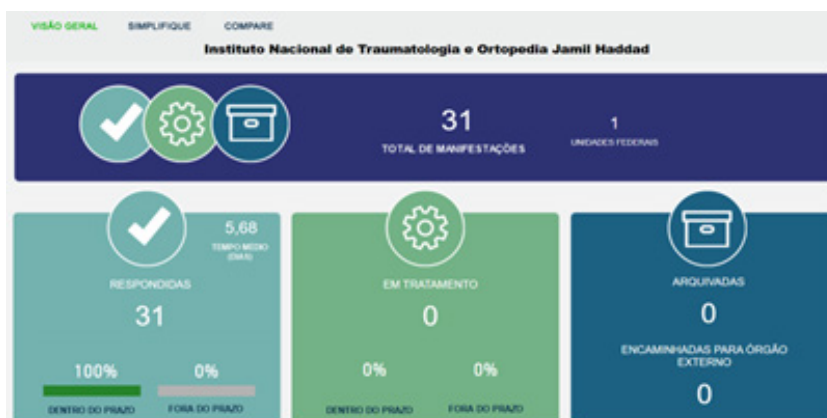 VISÃO GERAL SIMPLIFIQUE COMPARE
Instituto Nacional de Traumatologia e Ortopedia Jamil Haddad
31
TOTAL DE MANIFESTAÇÕES
1
UNIDADES FEDERAIS
5,68
TEMPO MÉDIO
(DIAS)
RESPONDIDAS
31
100% 0%
DENTRO DO PRAZO FORA DO PRAZO
EM TRATAMENTO
0
0% 0%
DENTRO DO PRAZO FORA DO PRAZO
ARQUIVADAS
0
ENCAMINHADAS PARA ÓRGÃO
EXTERNO
0